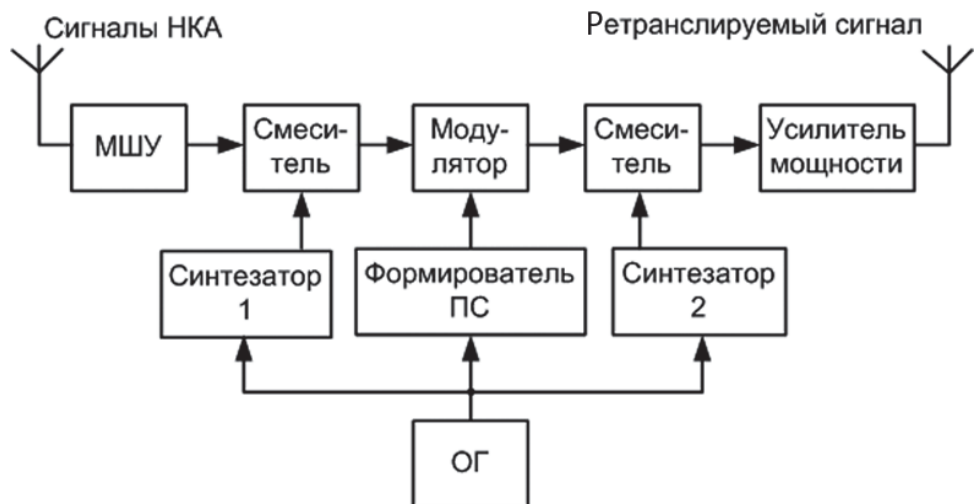 Сигналы НКА
Ретранслируемый сигнал
МШУ
Смеси-
тель
Моду-
лятор
Смеси-
тель
Усилитель
мощности
Синтезатор
1
Формирователь
ПС
Синтезатор
2
ОГ